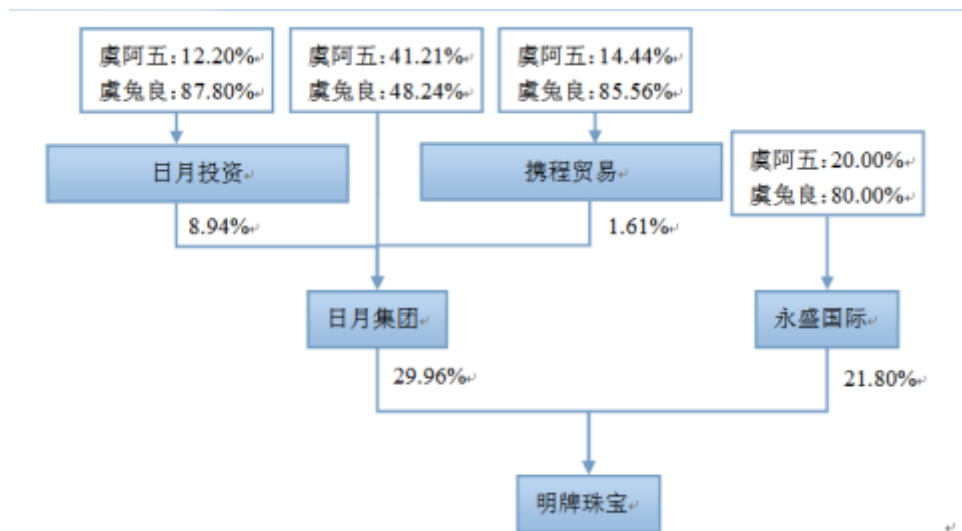 虞阿五:12.20%
虞兔良:87.80%
虞阿五:41.21%
虞兔良:48.24%
虞阿五:14.44%
虞兔良:85.56%
虞阿五:20.00%
虞兔良:80.00%
日月投资
携程贸易
8.94%
1.61%
日月集团
永盛国际
29.96%
21.80%
明牌珠宝